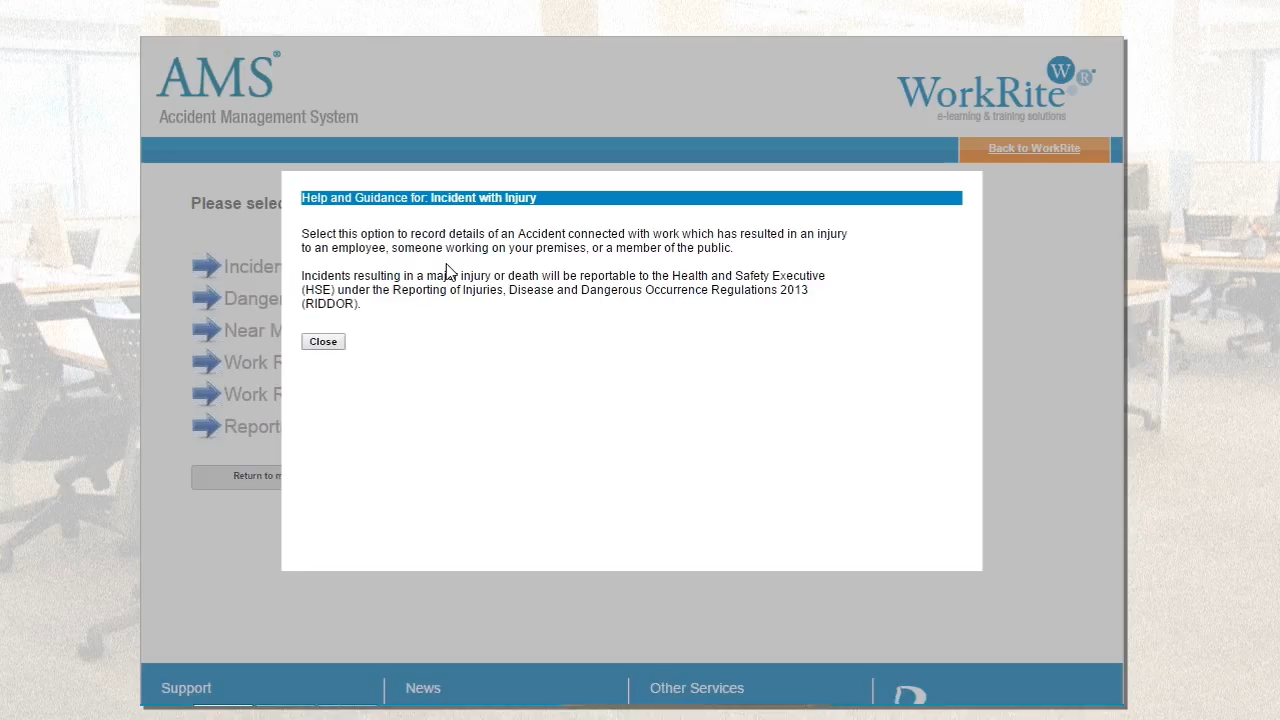 AMS®
Accident Management System
WorkRite W R
e-learning & training solutions
Back to WorkRite
Please
Help and Guidance for: Incident with Injury
Select this option to record details of an Accident connected with work which has resulted in an injury
to an employee, someone working on your premises, or a member of the public.
Incidents resulting in a major injury or death will be reportable to the Health and Safety Executive
(HSE) under the Reporting of Injuries, Disease and Dangerous Occurrence Regulations 2013
(RIDDOR).
Close
Near
Work
Work
Return to
Support
News
Other Services